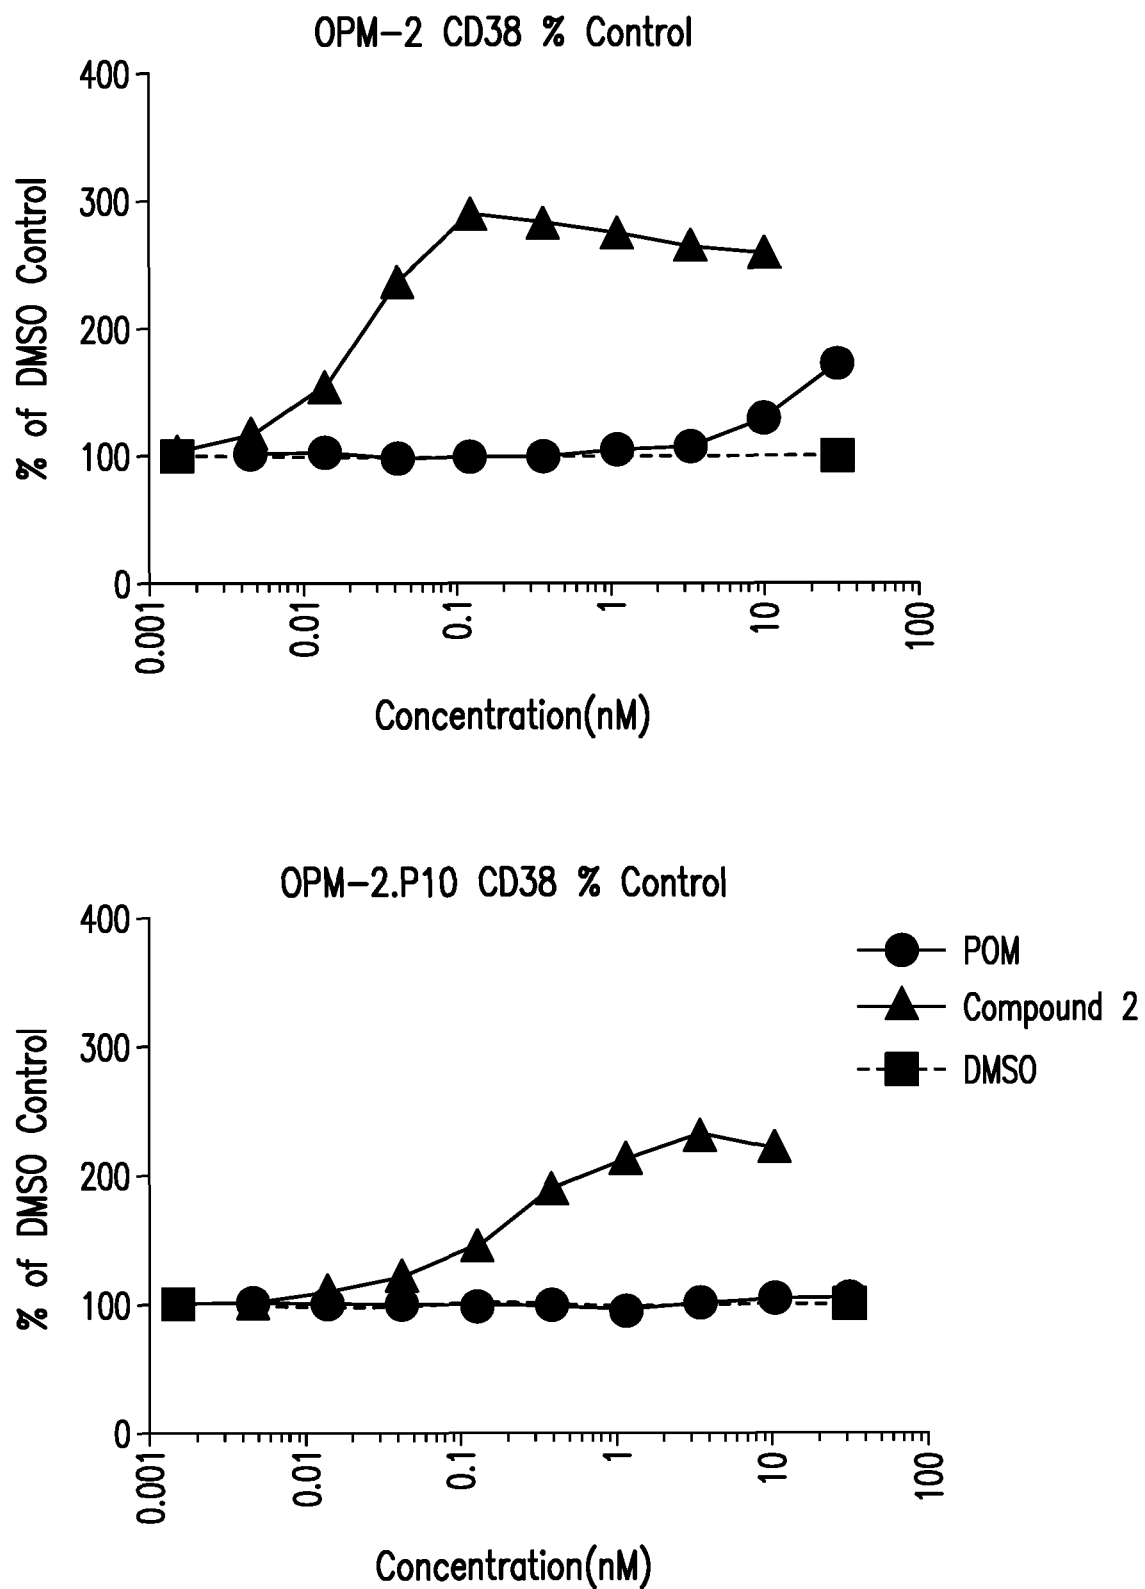 OPM-2 CD38 % Control
% of DMSO Control
400
300
200
100
0
0.001
0.01
0.1
1
10
100
Concentration(nM)
OPM-2.P10 CD38 % Control
% of DMSO Control
400
300
200
100
0
0.001
0.01
0.1
1
10
100
Concentration(nM)
POM
Compound 2
DMSO